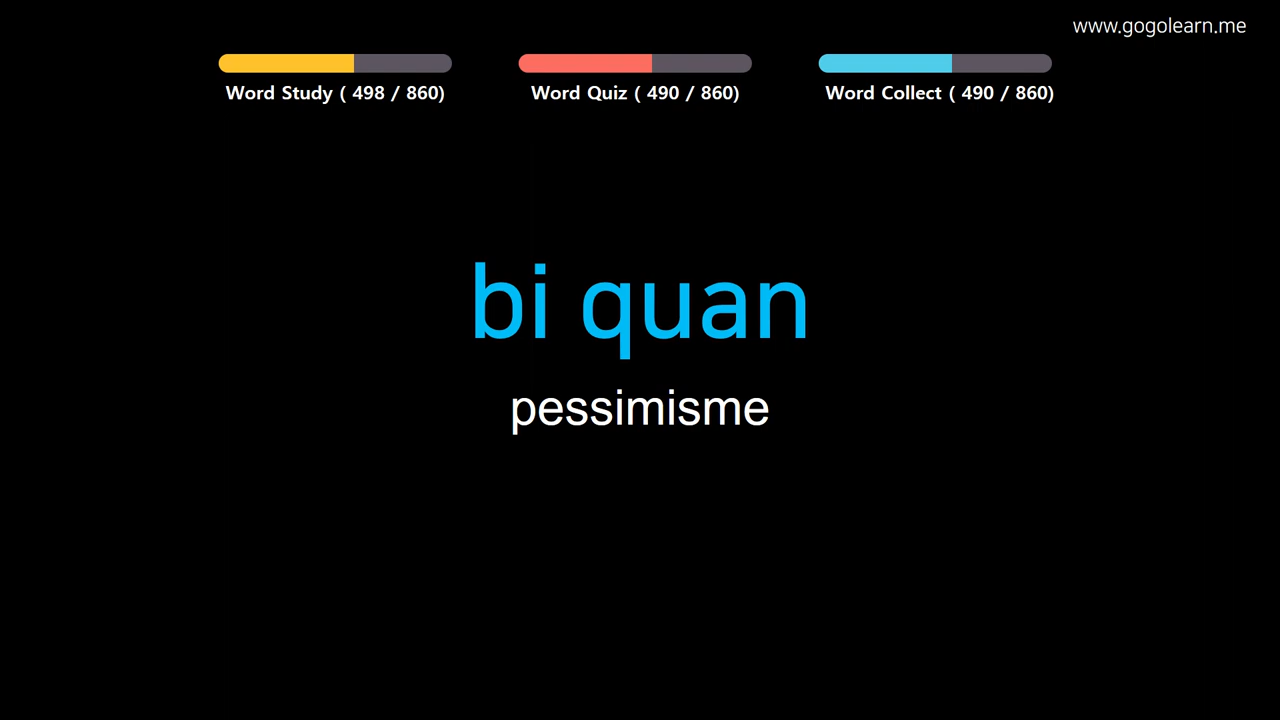 www.gogolearn.me
Word Study ( 498 / 860)
Word Quiz ( 490 / 860)
Word Collect ( 490 / 860)
bi quan
pessimisme